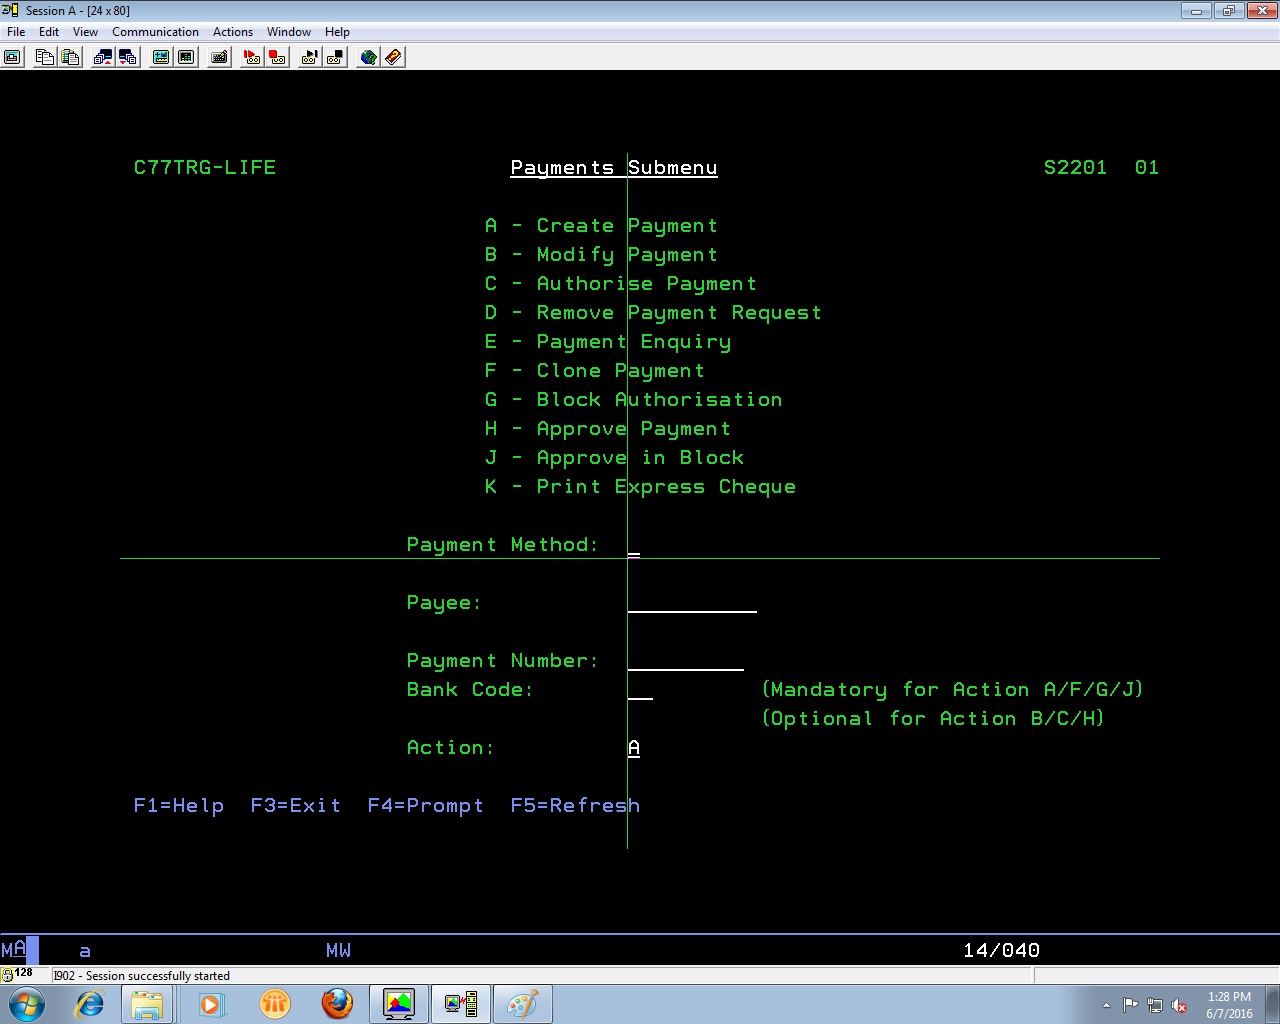 Session A - [24 x 80]
File Edit View Communication Actions Window Help
C77TRG-LIFE Payments Submenu S2201 01
A - Create Payment
B - Modify Payment
C - Authorise Payment
D - Remove Payment Request
E - Payment Enquiry
F - Clone Payment
G - Block Authorisation
H - Approve Payment
J - Approve in Block
K - Print Express Cheque
Payment Method:
Payee:
Payment Number:
Bank Code: (Mandatory for Action A/F/G/J)
(Optional for Action B/C/H)
Action: A
F1=Help F3=Exit F4=Prompt F5=Refresh
MA a MW 14/040
128 I902 - Session successfully started
1:28 PM
6/7/2016